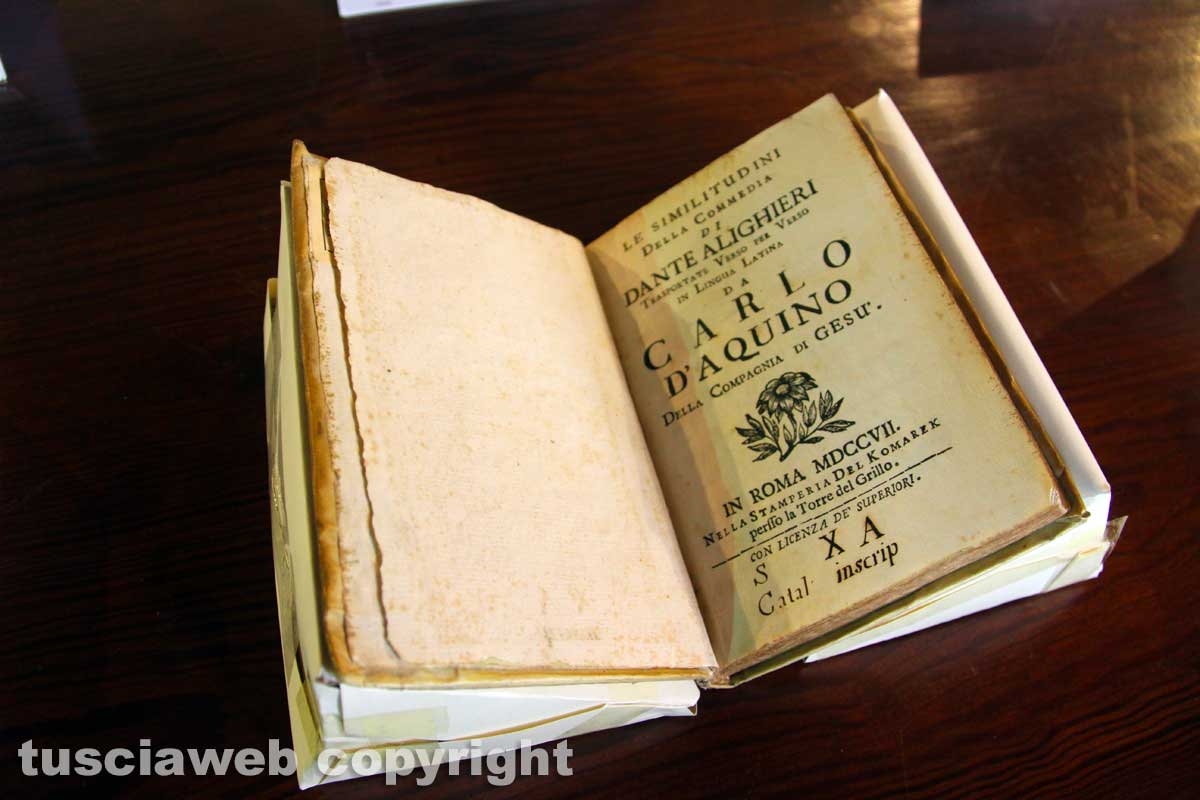 LE SIMILITUDINI
DELLA COMMEDIA
DI
DANTE ALIGHIERI
TRASPORTATE VERSO PER VERSO
IN LINGUA LATINA
DA
CARLO
D'AQUINO
DELLA COMPAGNIA DI GESU'.
IN ROMA MDCCVII.
NELLA STAMPERIA DEL KOMAREK
presso la Torre del Grillo.
CON LICENZA DE' SUPERIORI.
S XA
Catal· inscrip
tusciaweb copyright